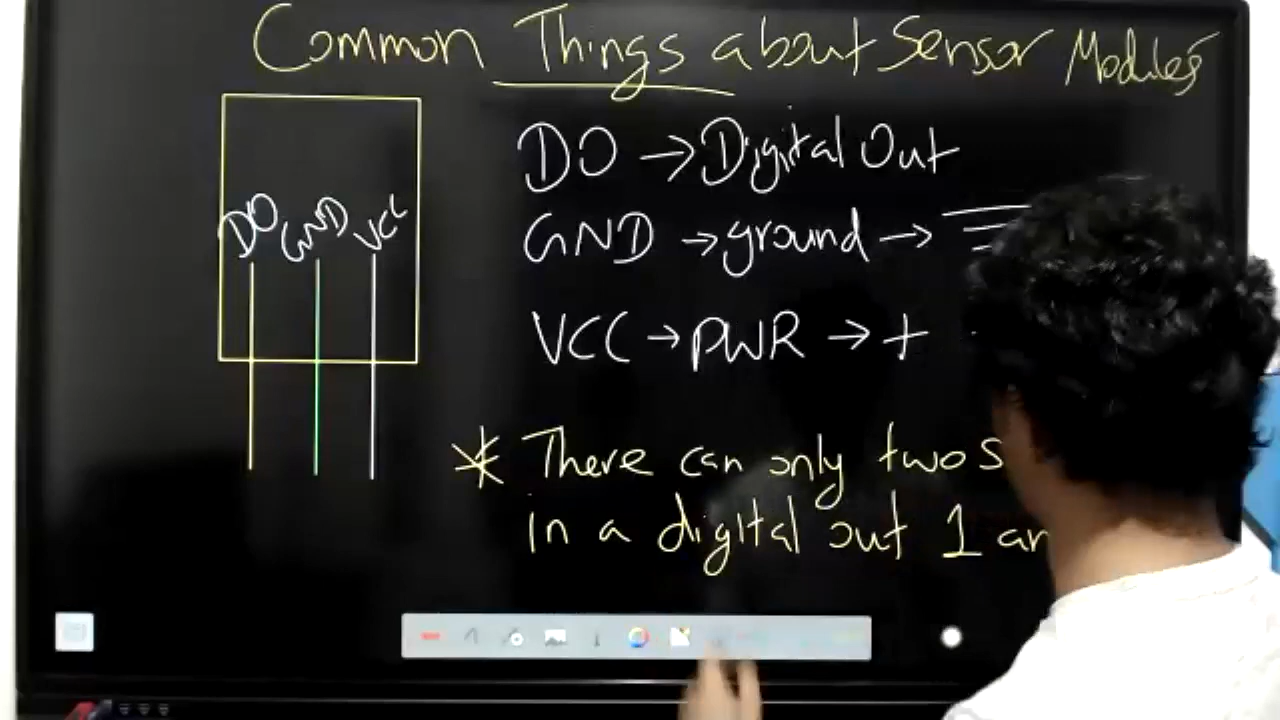 Common Things about Sensor Modules
DO GND VCC
DO → Digital Out
GND → ground →
VCC → PWR → +
* There can only two s
in a digital out 1 an